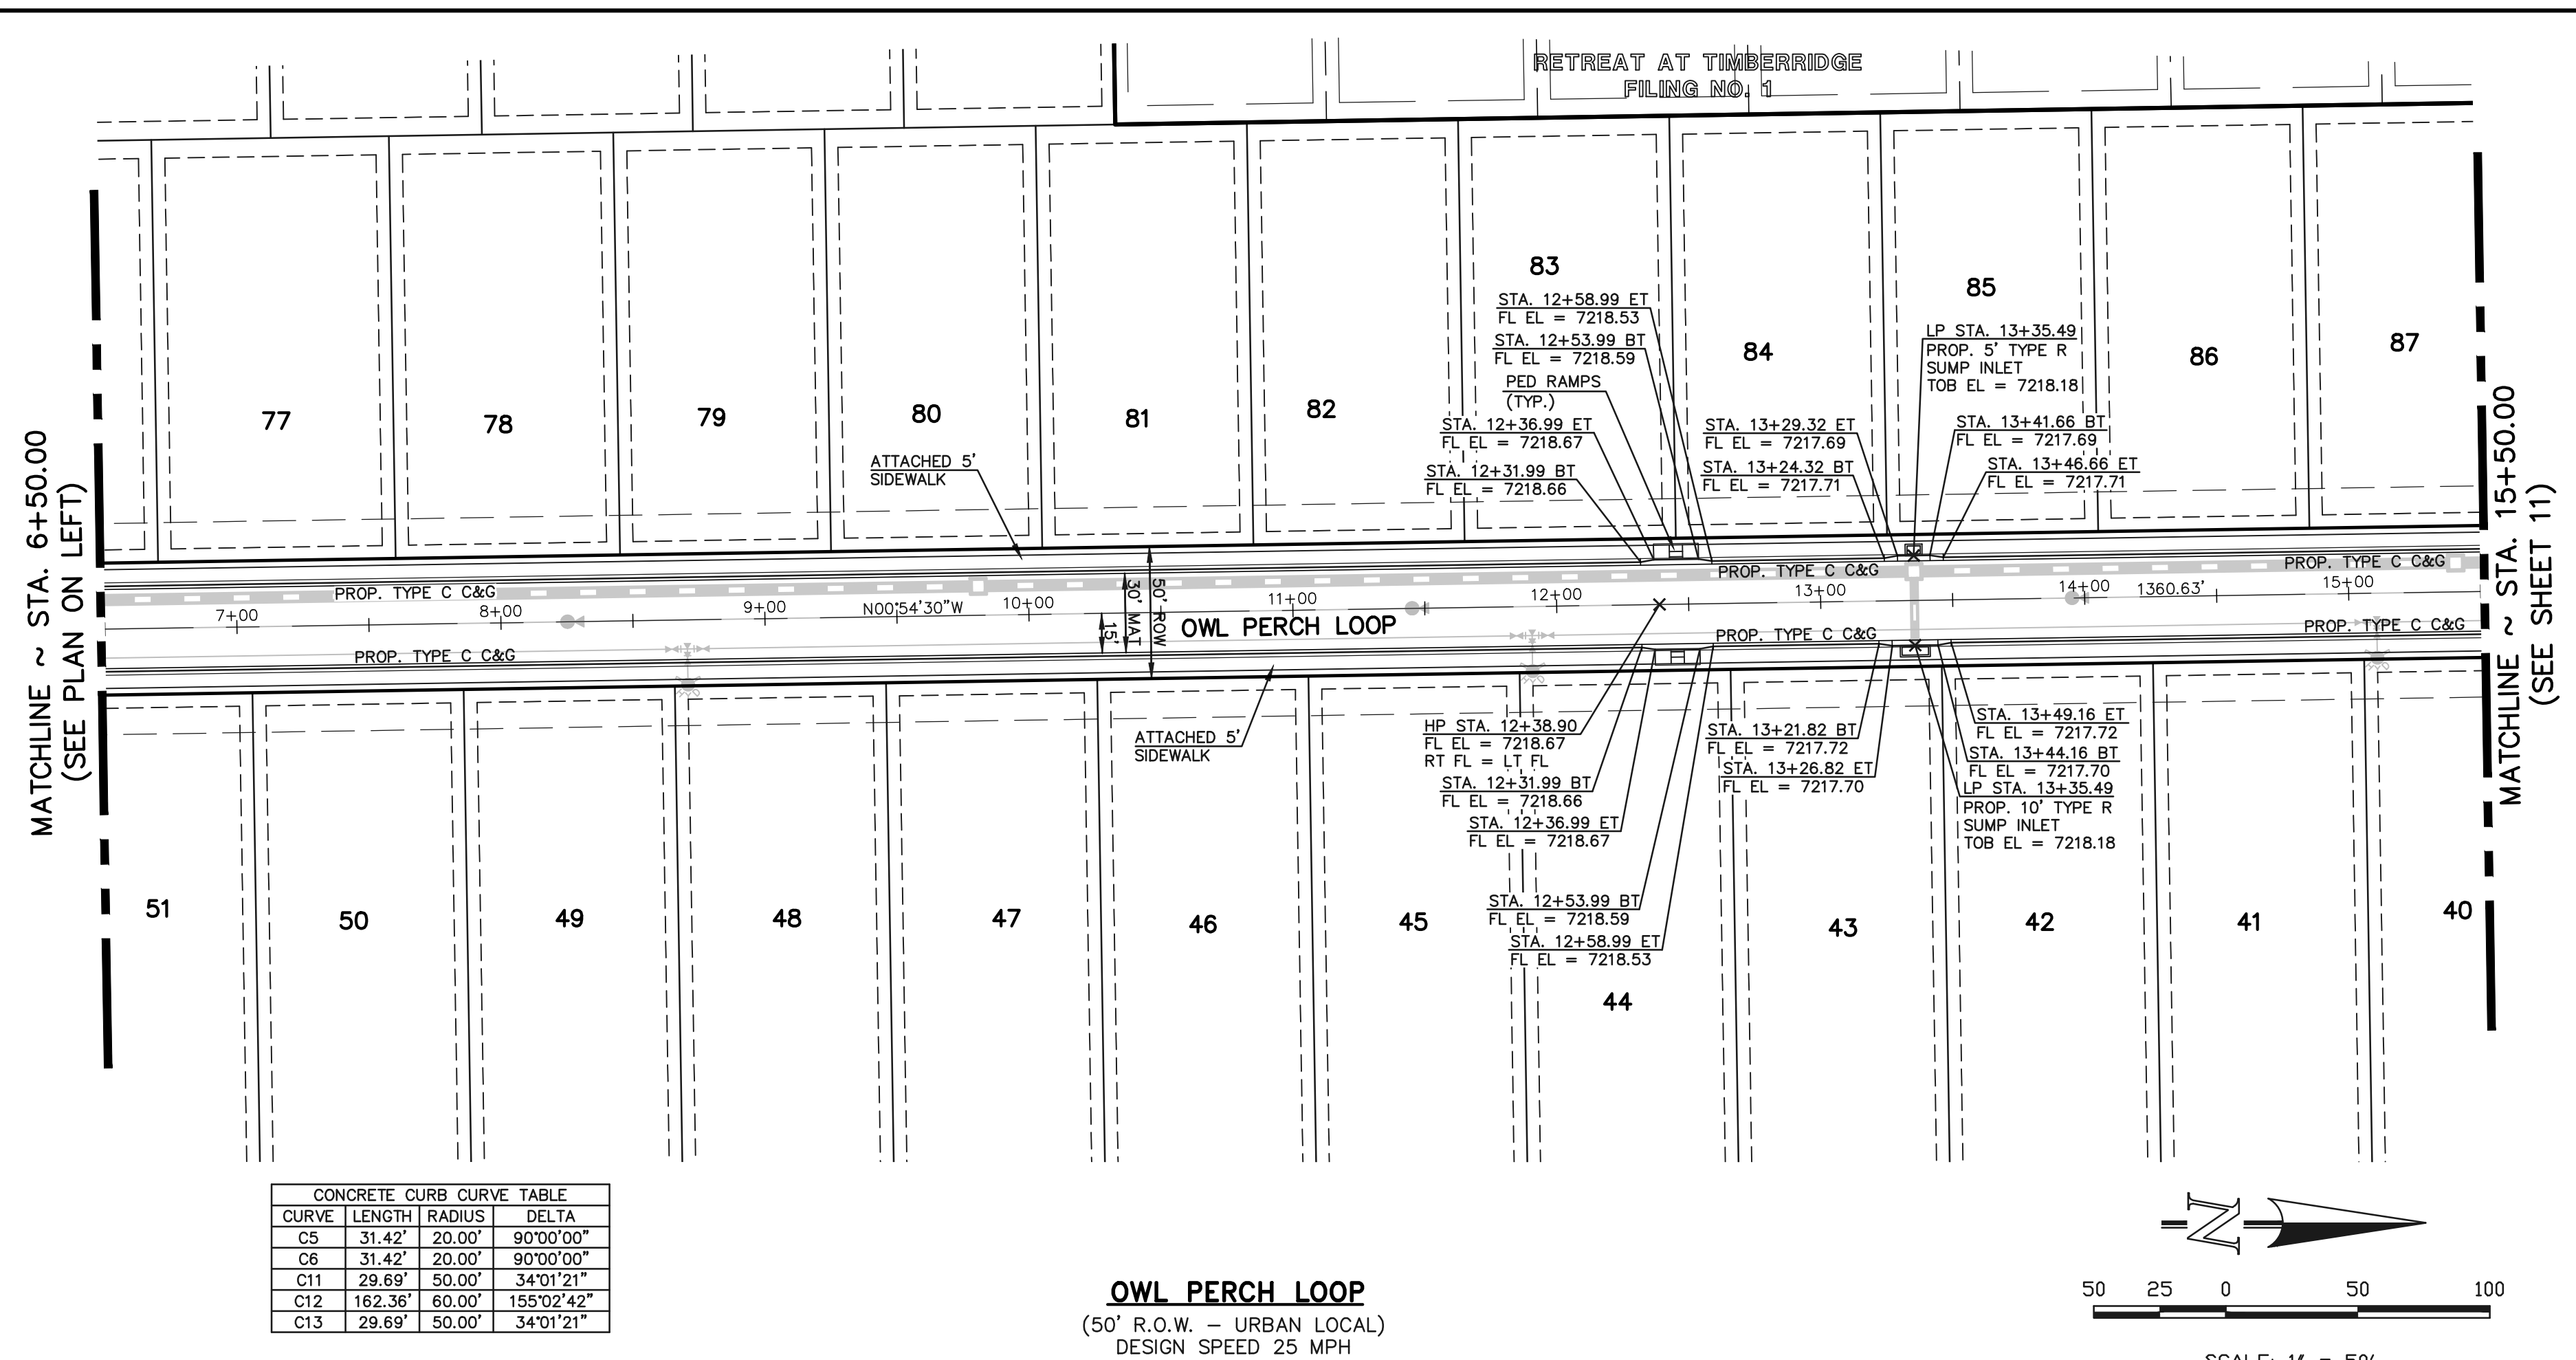 RETREAT AT TIMBERRIDGE
FILING NO. 1
MATCHLINE ~ STA. 6+50.00
(SEE PLAN ON LEFT)
77
78
79
80
81
82
83
84
85
86
87
ATTACHED 5'
SIDEWALK
STA. 12+58.99 ET
FL EL = 7218.53
STA. 12+53.99 BT
FL EL = 7218.59
PED RAMPS
(TYP.)
STA. 12+36.99 ET
FL EL = 7218.67
STA. 12+31.99 BT
FL EL = 7218.66
STA. 13+29.32 ET
FL EL = 7217.69
STA. 13+24.32 BT
FL EL = 7217.71
LP STA. 13+35.49
PROP. 5' TYPE R
SUMP INLET
TOB EL = 7218.18
STA. 13+41.66 BT
FL EL = 7217.69
STA. 13+46.66 ET
FL EL = 7217.71
MATCHLINE ~ STA. 15+50.00
(SEE SHEET 11)
PROP. TYPE C C&G
PROP. TYPE C C&G
PROP. TYPE C C&G
7+00
8+00
9+00
N00°54'30"W
10+00
11+00
12+00
13+00
14+00
1360.63'
15+00
15'
30' MAT
50' ROW
OWL PERCH LOOP
PROP. TYPE C C&G
PROP. TYPE C C&G
PROP. TYPE C C&G
ATTACHED 5'
SIDEWALK
HP STA. 12+38.90
FL EL = 7218.67
RT FL = LT FL
STA. 12+31.99 BT
FL EL = 7218.66
STA. 12+36.99 ET
FL EL = 7218.67
STA. 12+53.99 BT
FL EL = 7218.59
STA. 12+58.99 ET
FL EL = 7218.53
STA. 13+21.82 BT
FL EL = 7217.72
STA. 13+26.82 ET
FL EL = 7217.70
STA. 13+49.16 ET
FL EL = 7217.72
STA. 13+44.16 BT
FL EL = 7217.70
LP STA. 13+35.49
PROP. 10' TYPE R
SUMP INLET
TOB EL = 7218.18
51
50
49
48
47
46
45
44
43
42
41
40
CONCRETE CURB CURVE TABLE
CURVE LENGTH RADIUS DELTA
C5 31.42' 20.00' 90°00'00"
C6 31.42' 20.00' 90°00'00"
C11 29.69' 50.00' 34°01'21"
C12 162.36' 60.00' 155°02'42"
C13 29.69' 50.00' 34°01'21"
OWL PERCH LOOP
(50' R.O.W. – URBAN LOCAL)
DESIGN SPEED 25 MPH
N
50 25 0 50 100